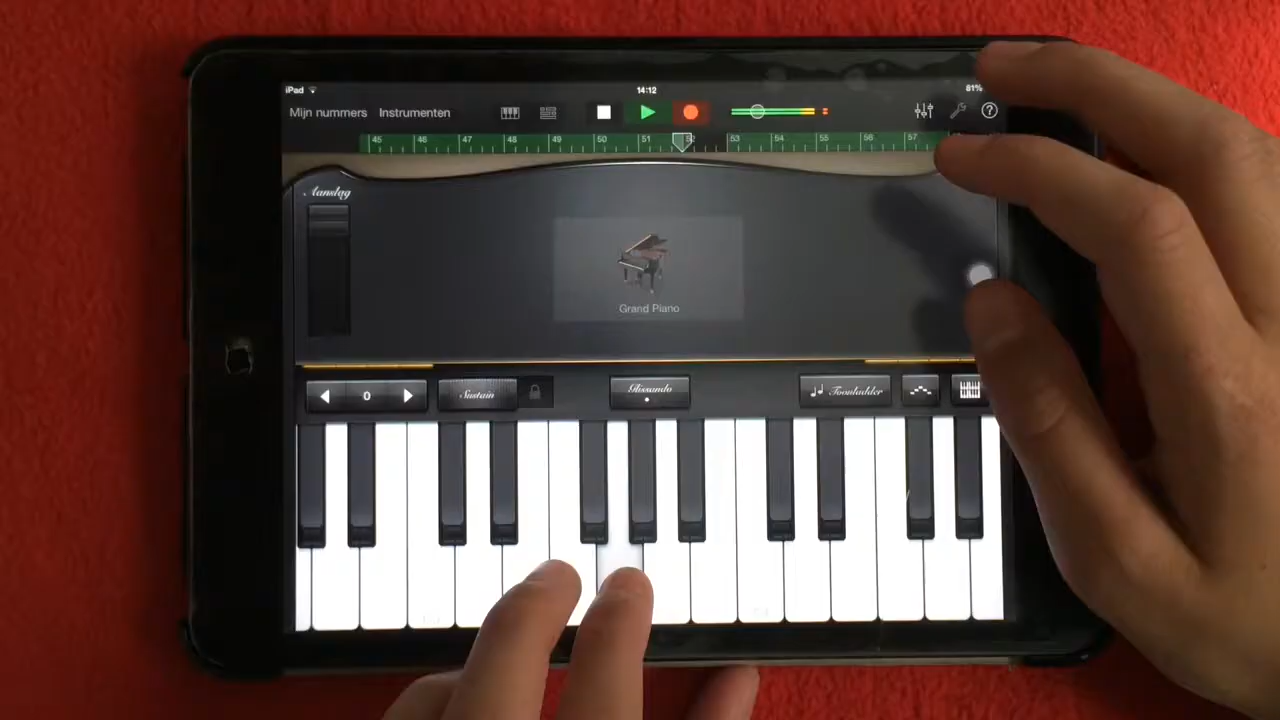 iPad 14:12 81%
Mijn nummers Instrumenten
45 46 47 48 49 50 51 52 53 54 55 56 57
Aanslag
Grand Piano
0 Sustain Glissando Toonladder